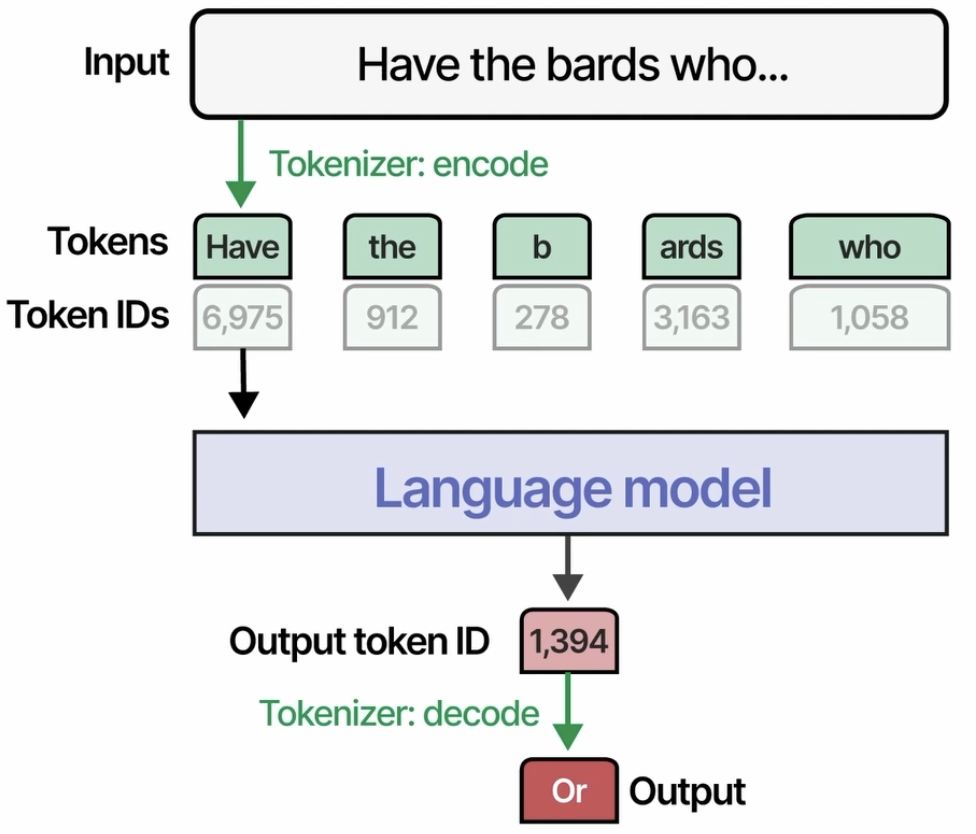 Input
Have the bards who...
Tokenizer: encode
Tokens Have the b ards who
Token IDs 6,975 912 278 3,163 1,058
Language model
Output token ID 1,394
Tokenizer: decode
Or Output